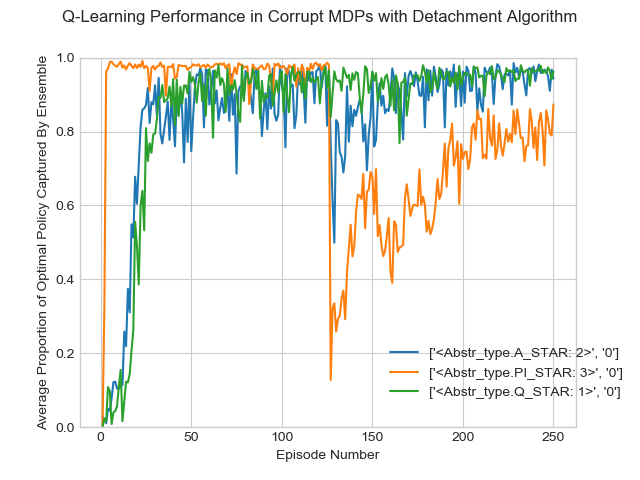 Q-Learning Performance in Corrupt MDPs with Detachment Algorithm
Average Proportion of Optimal Policy Captured By Ensemble
1.0
0.8
0.6
0.4
0.2
0.0
['<Abstr_type.A_STAR: 2>', '0']
['<Abstr_type.PI_STAR: 3>', '0']
['<Abstr_type.Q_STAR: 1>', '0']
0 50 100 150 200 250
Episode Number